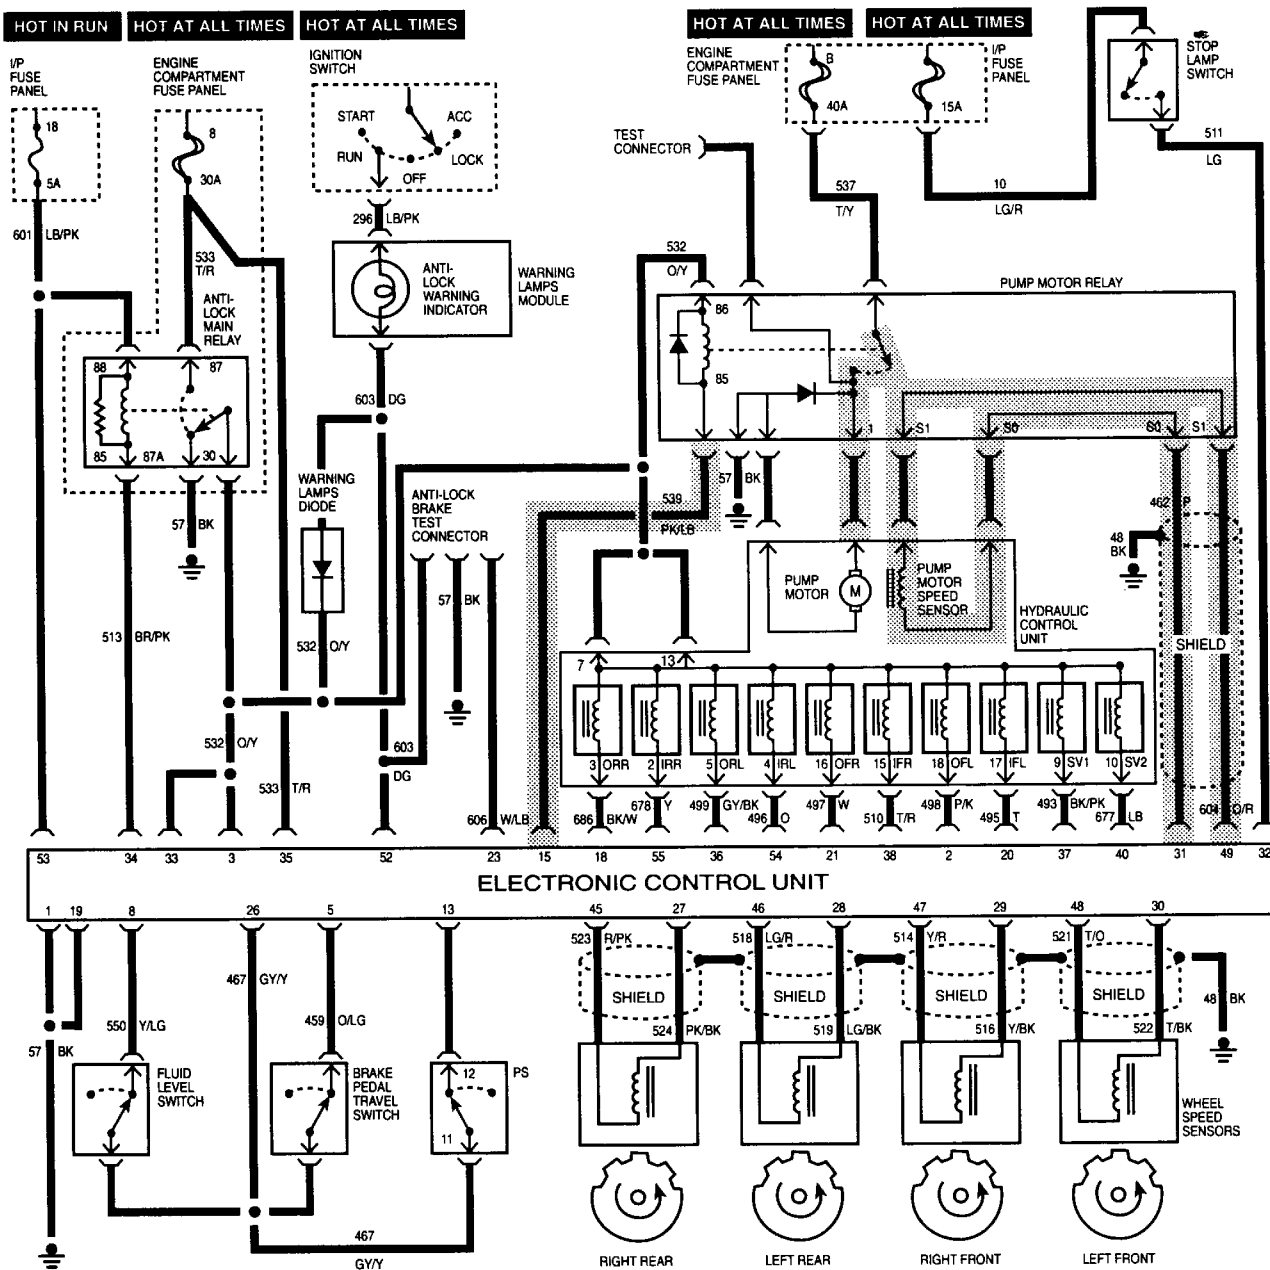 HOT IN RUN
HOT AT ALL TIMES
HOT AT ALL TIMES
HOT AT ALL TIMES
HOT AT ALL TIMES
I/P
FUSE
PANEL
ENGINE
COMPARTMENT
FUSE PANEL
IGNITION
SWITCH
ENGINE
COMPARTMENT
FUSE PANEL
I/P
FUSE
PANEL
STOP
LAMP
SWITCH
18
5A
8
30A
START
ACC
RUN
LOCK
OFF
B
40A
15A
TEST
CONNECTOR
511
LG
537
T/Y
10
LG/R
601 LB/PK
533
T/R
296 LB/PK
532
O/Y
ANTI-
LOCK
WARNING
INDICATOR
WARNING
LAMPS
MODULE
PUMP MOTOR RELAY
ANTI-
LOCK
MAIN
RELAY
88
87
85
87A
30
86
85
1
S1
S0
S0
S1
603 DG
WARNING
LAMPS
DIODE
ANTI-LOCK
BRAKE
TEST
CONNECTOR
57 BK
539
PK/LB
57 BK
462 P
48
BK
513 BR/PK
532 O/Y
57 BK
PUMP
MOTOR
M
PUMP
MOTOR
SPEED
SENSOR
HYDRAULIC
CONTROL
UNIT
SHIELD
7
13
532 O/Y
603
DG
533 T/R
606 W/LB
3 ORR
2 IRR
5 ORL
4 IRL
16 OFR
15 IFR
18 OFL
17 IFL
9 SV1
10 SV2
686 BK/W
678 Y
499 GY/BK
496 O
497 W
510 T/R
498 P/K
495 T
493 BK/PK
677 LB
604 O/R
53
34
33
3
35
52
23
15
18
55
36
54
21
38
2
20
37
40
31
49
32
ELECTRONIC CONTROL UNIT
1
19
8
26
5
13
45
27
46
28
47
29
48
30
523 R/PK
518 LG/R
514 Y/R
521 T/O
467 GY/Y
SHIELD
SHIELD
SHIELD
SHIELD
48 BK
550 Y/LG
459 O/LG
524 PK/BK
519 LG/BK
516 Y/BK
522 T/BK
57 BK
FLUID
LEVEL
SWITCH
BRAKE
PEDAL
TRAVEL
SWITCH
12
11
PS
WHEEL
SPEED
SENSORS
467
GY/Y
RIGHT REAR
LEFT REAR
RIGHT FRONT
LEFT FRONT